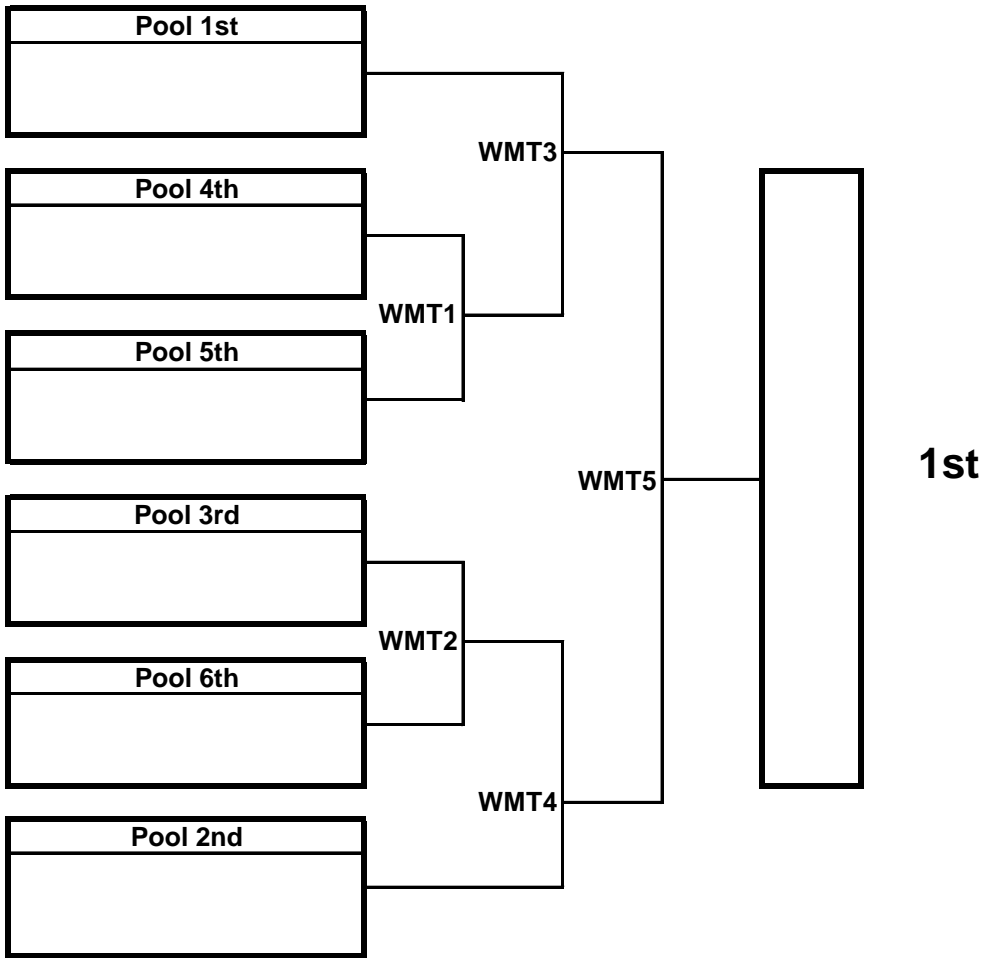 Pool 1st
WMT3
Pool 4th
WMT1
Pool 5th
1st
WMT5
Pool 3rd
WMT2
Pool 6th
WMT4
Pool 2nd